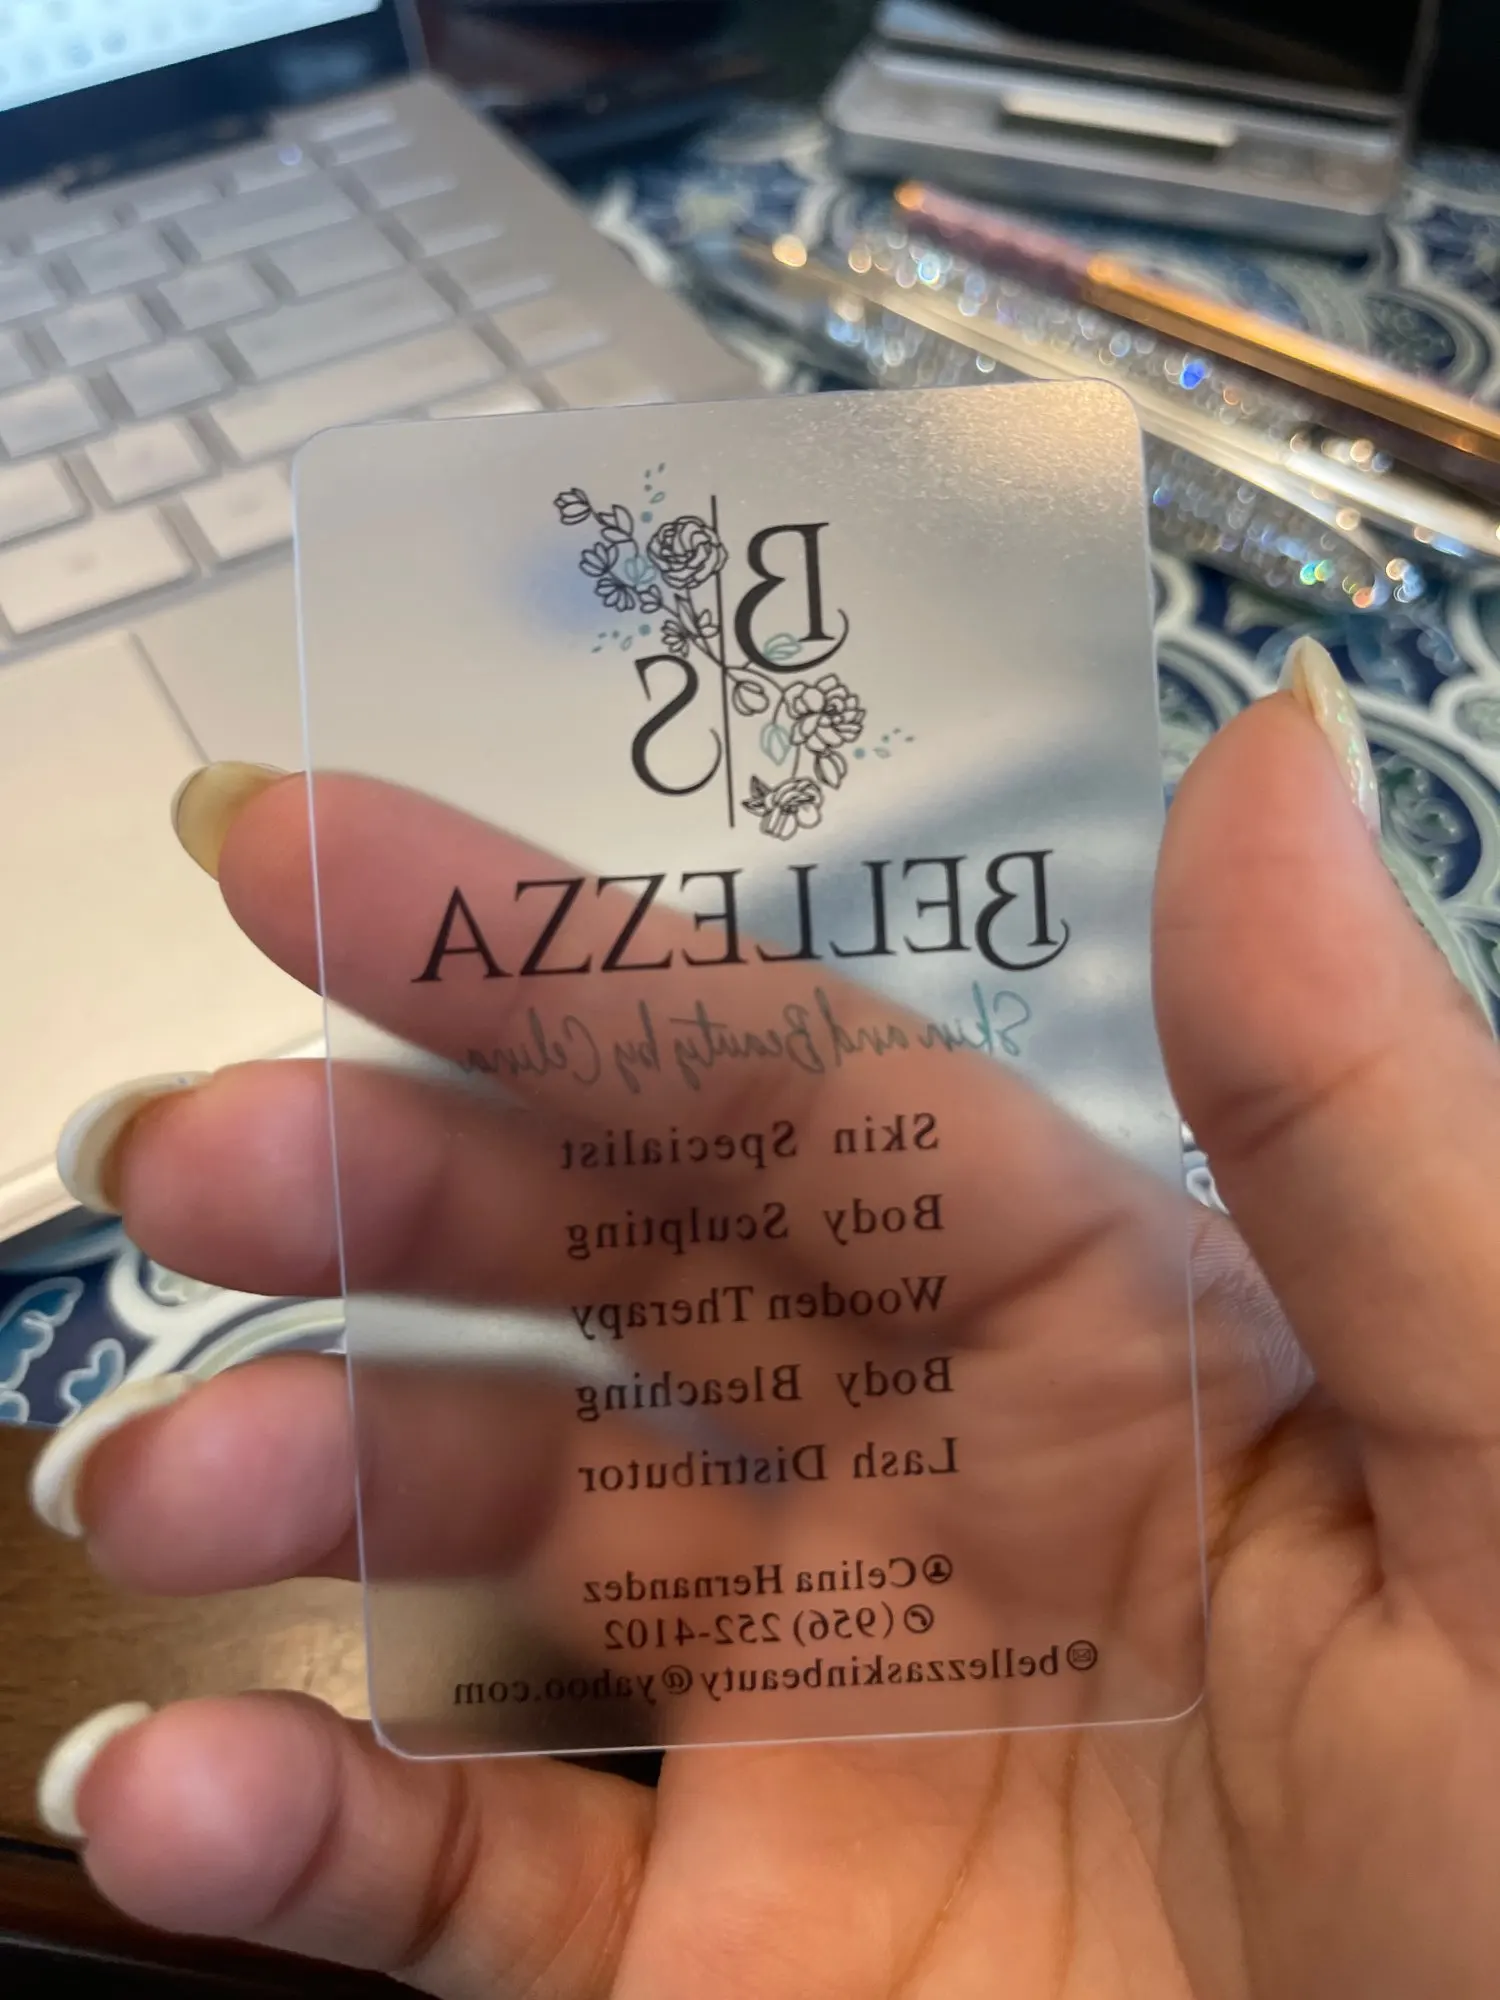 B
S
BELLEZZA
Skin and Beauty by Celina
Skin Specialist
Body Sculpting
Wooden Therapy
Body Bleaching
Lash Distributor
Celina Hernandez
(956) 252-4102
bellezzaskinbeauty@yahoo.com